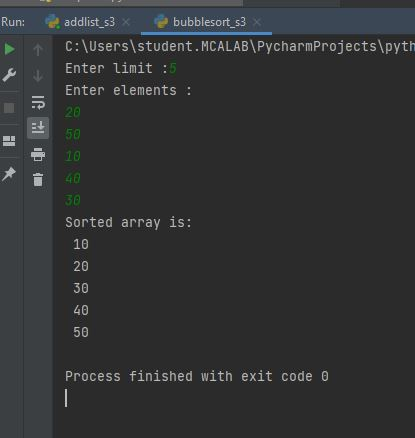 Run:
addlist_s3
bubblesort_s3
C:\Users\student.MCALAB\PycharmProjects\pyth
Enter limit :5
Enter elements :
20
50
10
40
30
Sorted array is:
10
20
30
40
50
Process finished with exit code 0